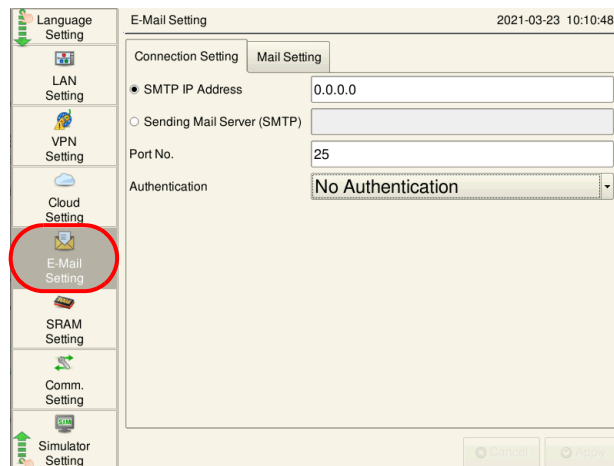 Language
Setting
LAN
Setting
VPN
Setting
Cloud
Setting
E-Mail
Setting
SRAM
Setting
Comm.
Setting
SIM
Simulator
Setting
E-Mail Setting 2021-03-23 10:10:48
Connection Setting Mail Setting
SMTP IP Address 0.0.0.0
Sending Mail Server (SMTP)
Port No. 25
Authentication No Authentication
Cancel Apply